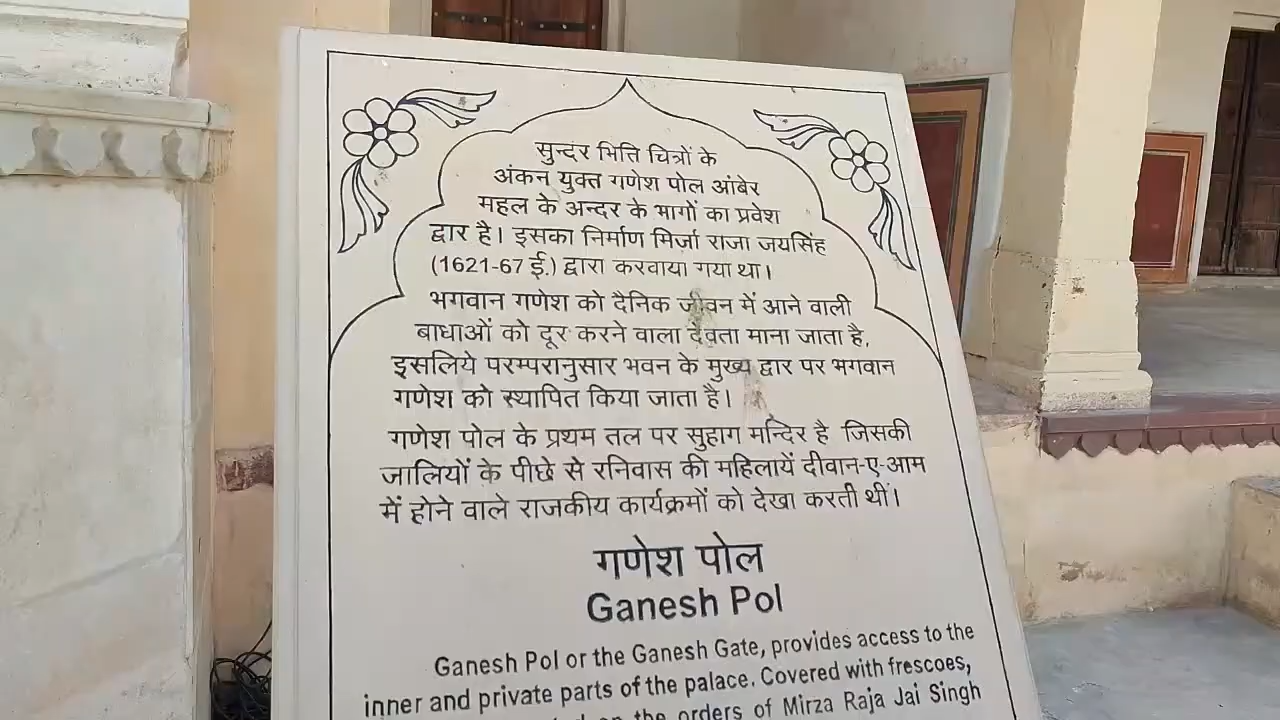 सुन्दर भित्ति चित्रों के
अंकन युक्त गणेश पोल आंबेर
महल के अन्दर के भागों का प्रवेश
द्वार है। इसका निर्माण मिर्जा राजा जयसिंह
(1621-67 ई.) द्वारा करवाया गया था।
भगवान गणेश को दैनिक जीवन में आने वाली
बाधाओं को दूर करने वाला देवता माना जाता है,
इसलिये परम्परानुसार भवन के मुख्य द्वार पर भगवान
गणेश को स्थापित किया जाता है।
गणेश पोल के प्रथम तल पर सुहाग मन्दिर है जिसकी
जालियों के पीछे से रनिवास की महिलायें दीवान-ए-आम
में होने वाले राजकीय कार्यक्रमों को देखा करती थीं।
गणेश पोल
Ganesh Pol
Ganesh Pol or the Ganesh Gate, provides access to the
inner and private parts of the palace. Covered with frescoes,
on the orders of Mirza Raja Jai Singh